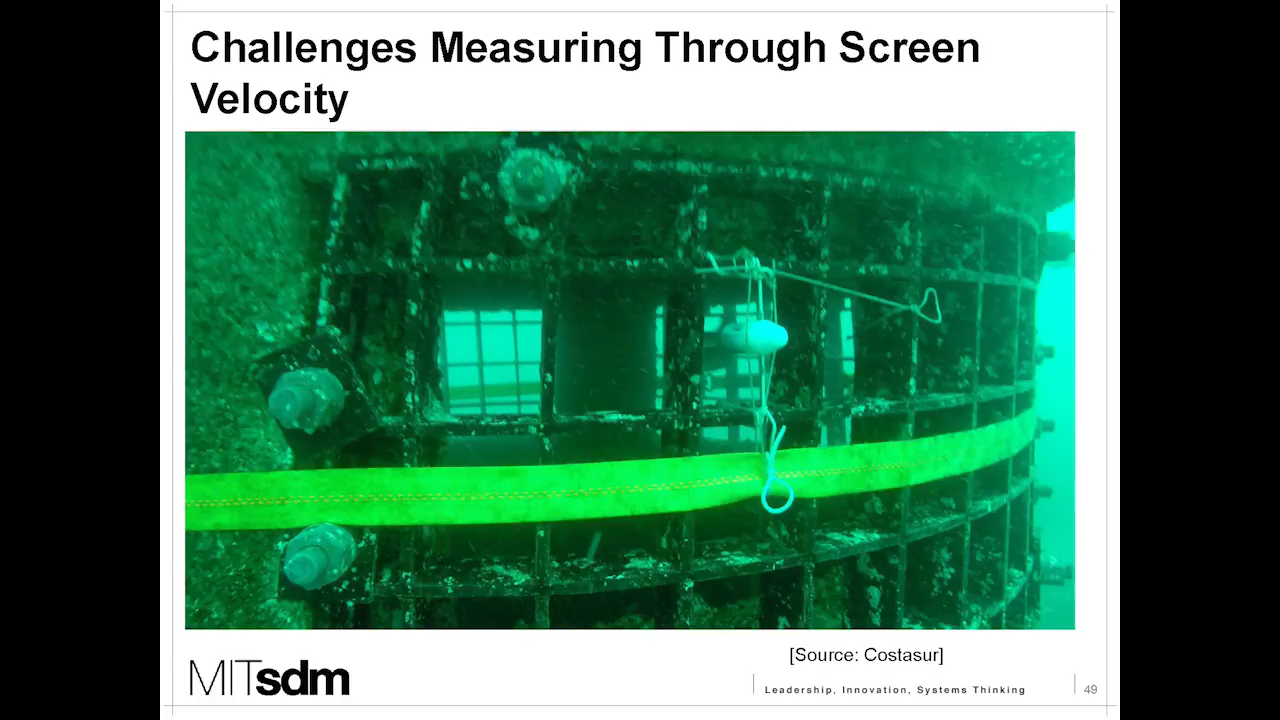 Challenges Measuring Through Screen
Velocity
[Source: Costasur]
MITsdm
Leadership, Innovation, Systems Thinking
49